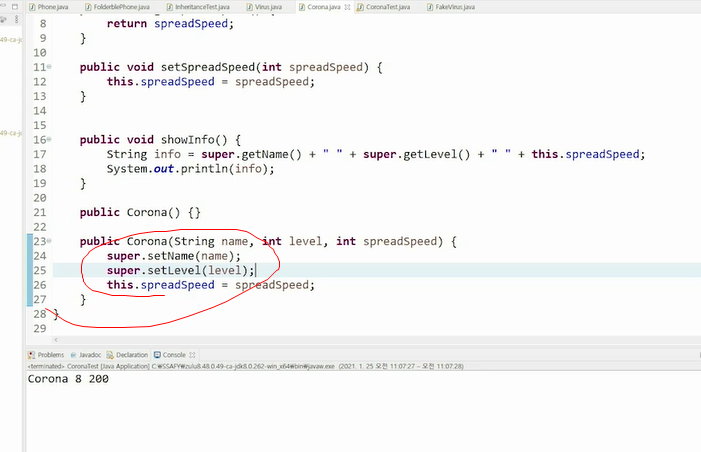 Phone.java FolderblePhone.java InheritanceTest.java Virus.java Corona.java CoronaTest.java FakeVirus.java
8 return spreadSpeed;
9 }
10
11 public void setSpreadSpeed(int spreadSpeed) {
12 this.spreadSpeed = spreadSpeed;
13 }
14
15
16 public void showInfo() {
17 String info = super.getName() + " " + super.getLevel() + " " + this.spreadSpeed;
18 System.out.println(info);
19 }
20
21 public Corona() {}
22
23 public Corona(String name, int level, int spreadSpeed) {
24 super.setName(name);
25 super.setLevel(level);
26 this.spreadSpeed = spreadSpeed;
27 }
28 }
29
Problems Javadoc Declaration Console
<terminated> CoronaTest [Java Application] C:₩SSAFY₩zulu8.48.0.49-ca-jdk8.0.262-win_x64₩bin₩javaw.exe (2021. 1. 25 오전 11:07:27 – 오전 11:07:28)
Corona 8 200